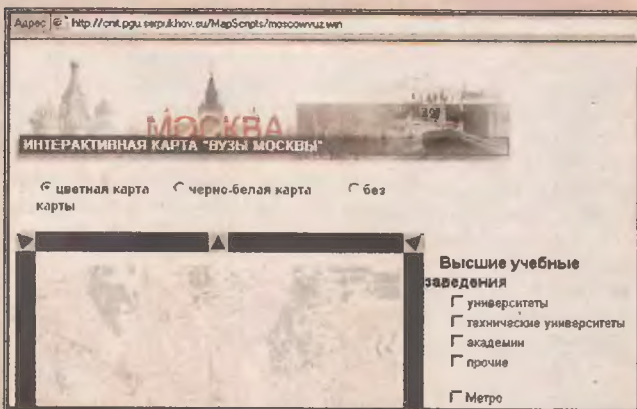 Адрес http://cnit.pgu.serpukhov.su/MapScripts/moscowvuz.win
МОСКВА
ИНТЕРАКТИВНАЯ КАРТА "ВУЗЫ МОСКВЫ"
цветная карта черно-белая карта без
карты
Высшие учебные
заведения
университеты
технические университеты
академии
прочие
Метро